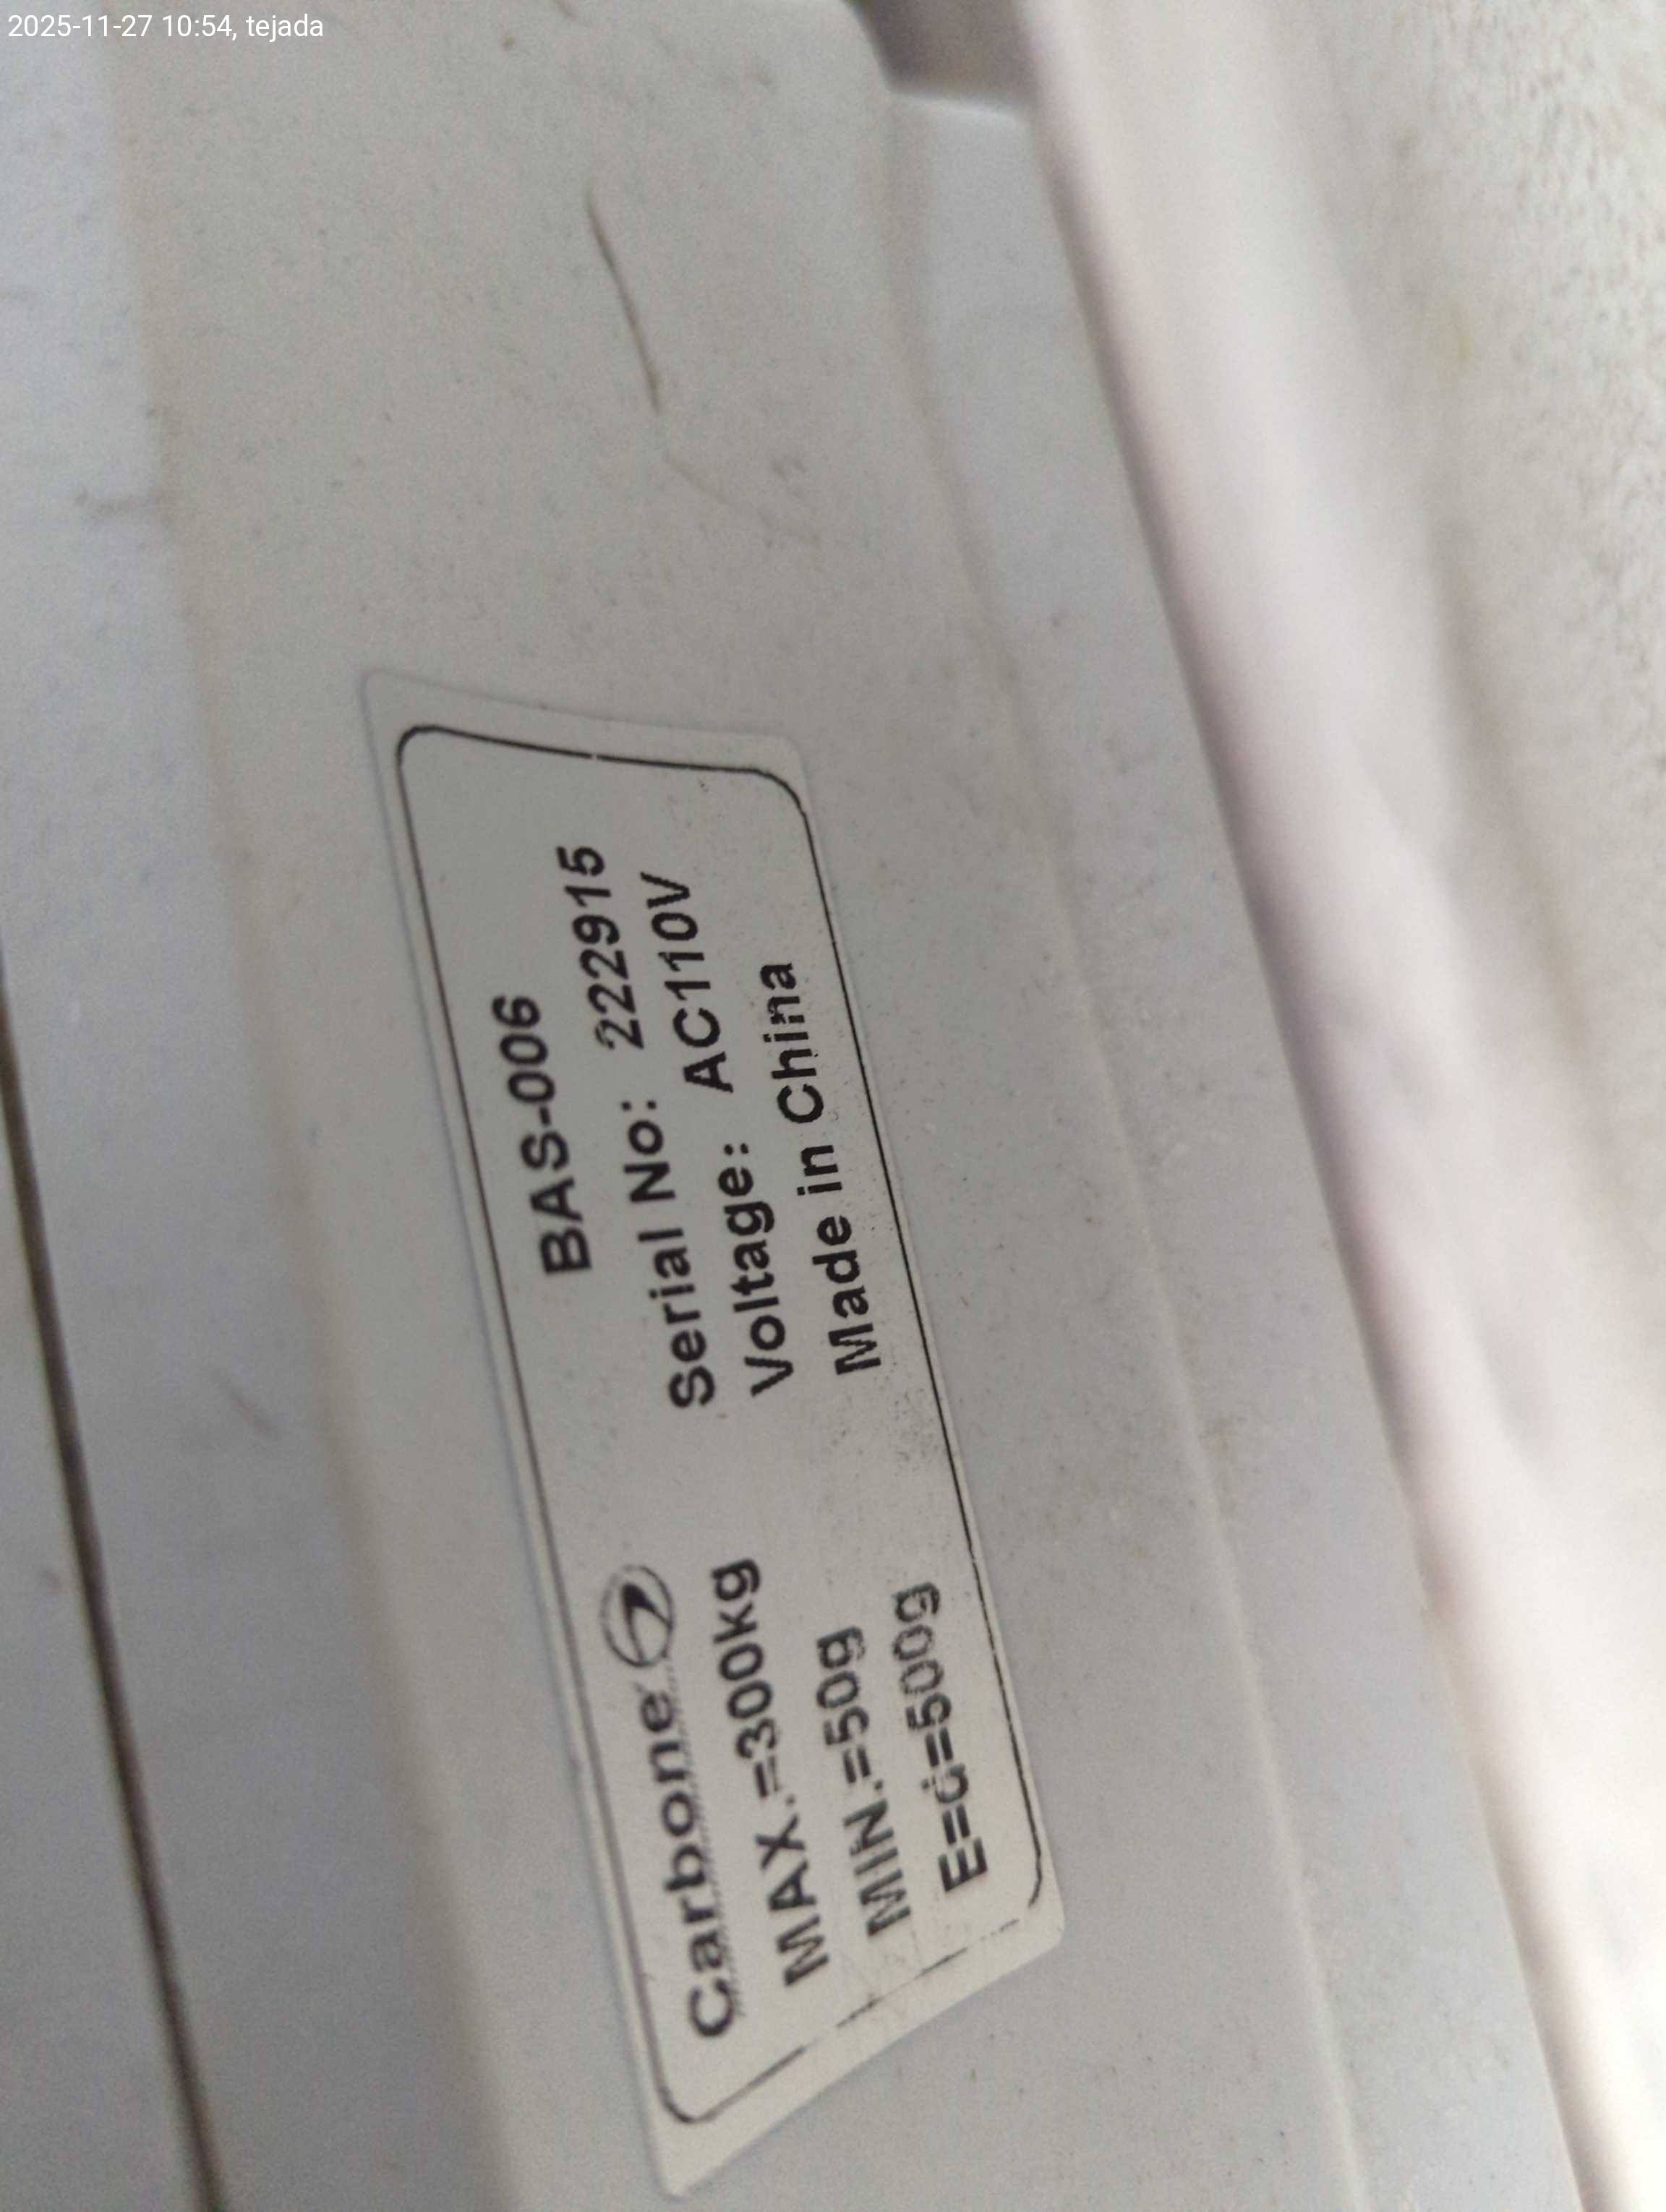 2025-11-27 10:54, tejada
Carbone
MAX.=300kg
MIN.=50g
E=d=500g
BAS-006
Serial No: 222915
Voltage: AC110V
Made in China